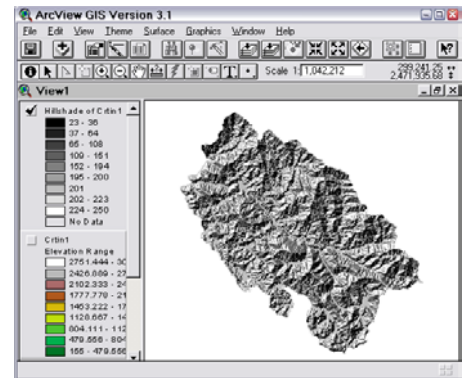 ArcView GIS Version 3.1
File Edit View Theme Surface Graphics Window Help
Scale 1: 1,042,212
299,241.25
2,471,935.68
View1
Hillshade of Crtin1
23 - 36
37 - 64
65 - 108
109 - 151
152 - 194
195 - 200
201
202 - 223
224 - 250
No Data
Crtin1
Elevation Range
2751.444 - 30
2426.889 - 27
2102.333 - 24
1777.778 - 21
1453.222 - 17
1128.667 - 14
804.111 - 112
479.556 - 804
155 - 479.556